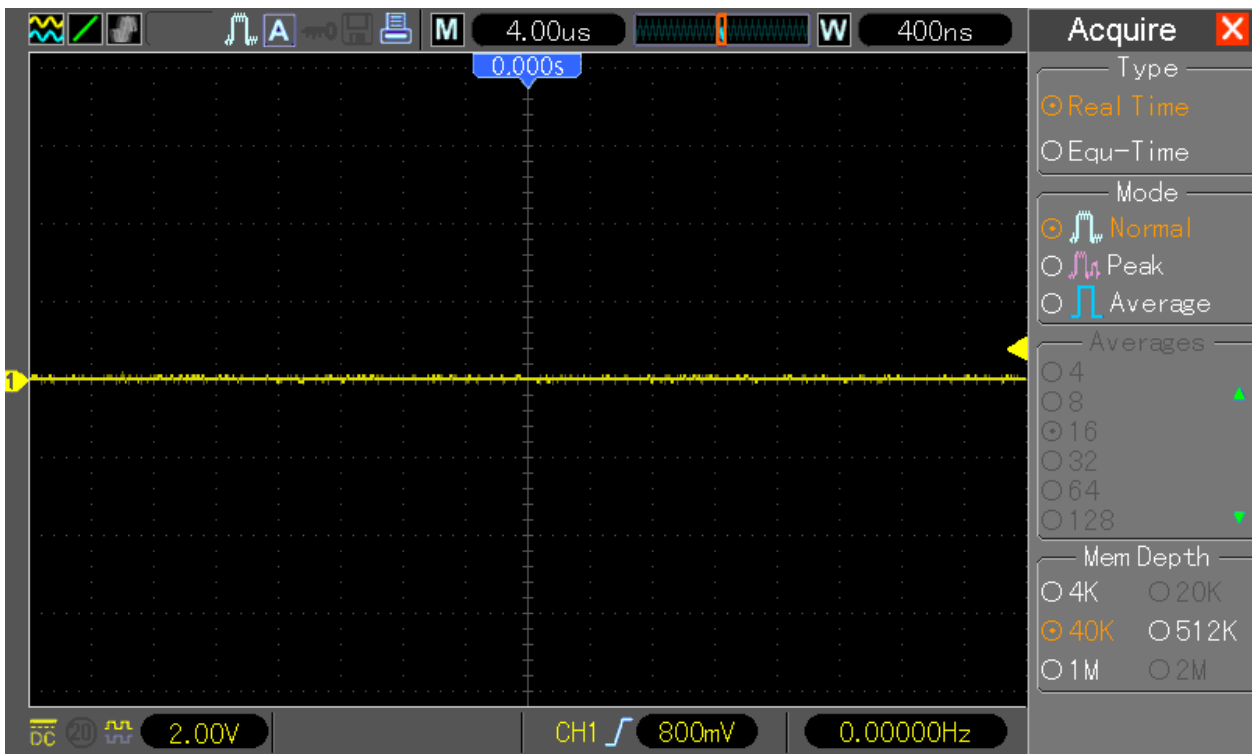 A M 4.00us W 400ns Acquire X
0.000s
Type
Real Time
Equ-Time
Mode
Normal
Peak
Average
Averages
4
8
16
32
64
128
1
Mem Depth
4K 20K
40K 512K
1M 2M
DC 20 2.00V CH1 800mV 0.00000Hz